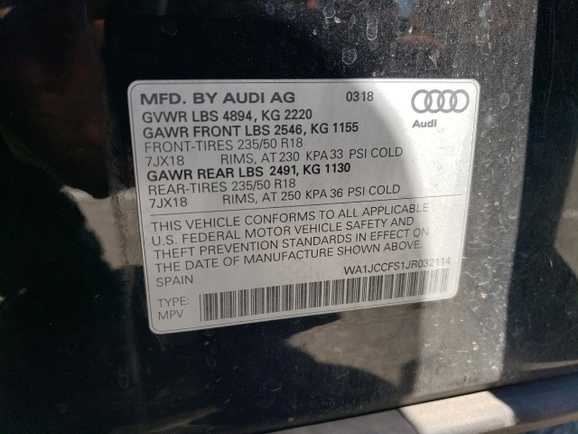 MFD. BY AUDI AG 0318
GVWR LBS 4894, KG 2220
GAWR FRONT LBS 2546, KG 1155
FRONT-TIRES 235/50 R18
7JX18 RIMS, AT 230 KPA 33 PSI COLD
GAWR REAR LBS 2491, KG 1130
REAR-TIRES 235/50 R18
7JX18 RIMS, AT 250 KPA 36 PSI COLD
Audi
THIS VEHICLE CONFORMS TO ALL APPLICABLE
U.S. FEDERAL MOTOR VEHICLE SAFETY AND
THEFT PREVENTION STANDARDS IN EFFECT ON
THE DATE OF MANUFACTURE SHOWN ABOVE.
SPAIN WA1JCCFS1JR032114
TYPE:
MPV